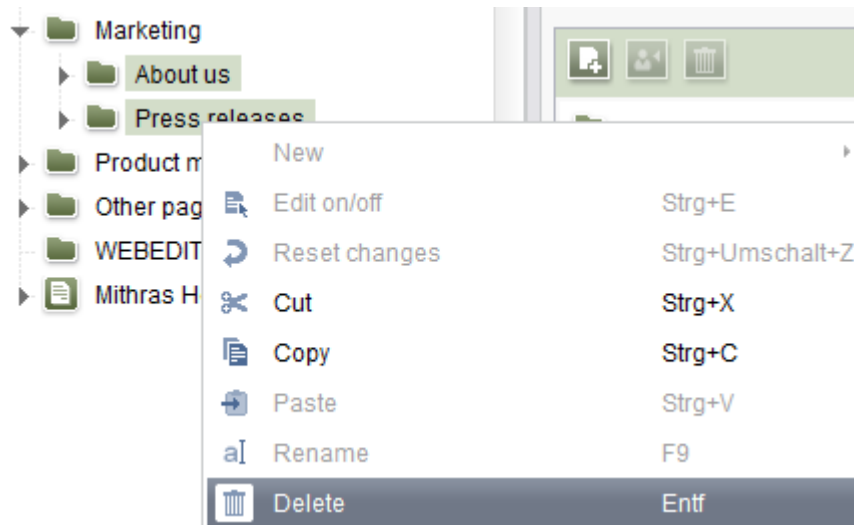 Marketing
About us
Press releases
Product m
Other pag
WEBEDIT
Mithras H
New
Edit on/off Strg+E
Reset changes Strg+Umschalt+Z
Cut Strg+X
Copy Strg+C
Paste Strg+V
Rename F9
Delete Entf